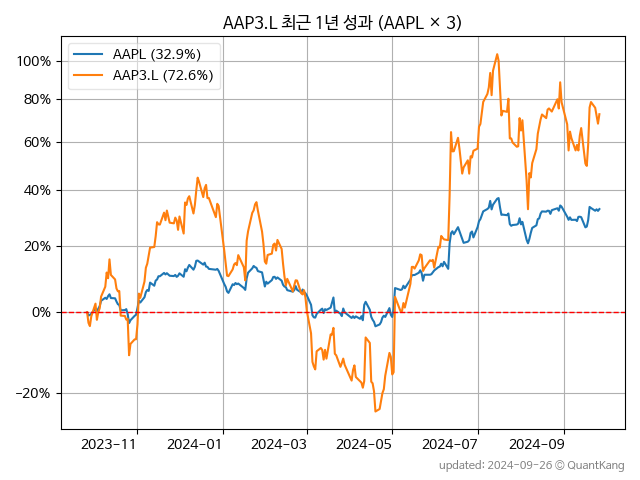 AAP3.L 최근 1년 성과 (AAPL × 3)
AAPL (32.9%)
AAP3.L (72.6%)
100%
80%
60%
40%
20%
0%
−20%
2023-11 2024-01 2024-03 2024-05 2024-07 2024-09
updated: 2024-09-26 © QuantKang